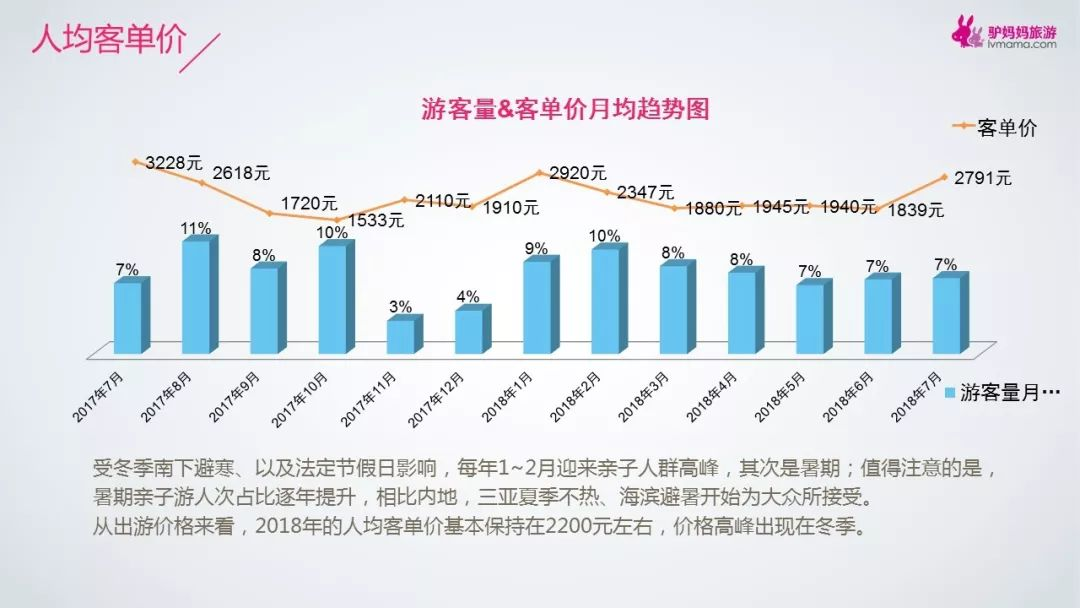 人均客单价
驴妈妈旅游
lvmama.com
游客量&客单价月均趋势图
客单价
3228元
2618元
1720元
1533元
2110元
1910元
2920元
2347元
1880元
1945元
1940元
1839元
2791元
7%
11%
8%
10%
3%
4%
9%
10%
8%
8%
7%
7%
7%
2017年7月
2017年8月
2017年9月
2017年10月
2017年11月
2017年12月
2018年1月
2018年2月
2018年3月
2018年4月
2018年5月
2018年6月
2018年7月
游客量月…
受冬季南下避寒、以及法定节假日影响，每年1~2月迎来亲子人群高峰，其次是暑期；值得注意的是，
暑期亲子游人次占比逐年提升，相比内地，三亚夏季不热、海滨避暑开始为大众所接受。
从出游价格来看，2018年的人均客单价基本保持在2200元左右，价格高峰出现在冬季。